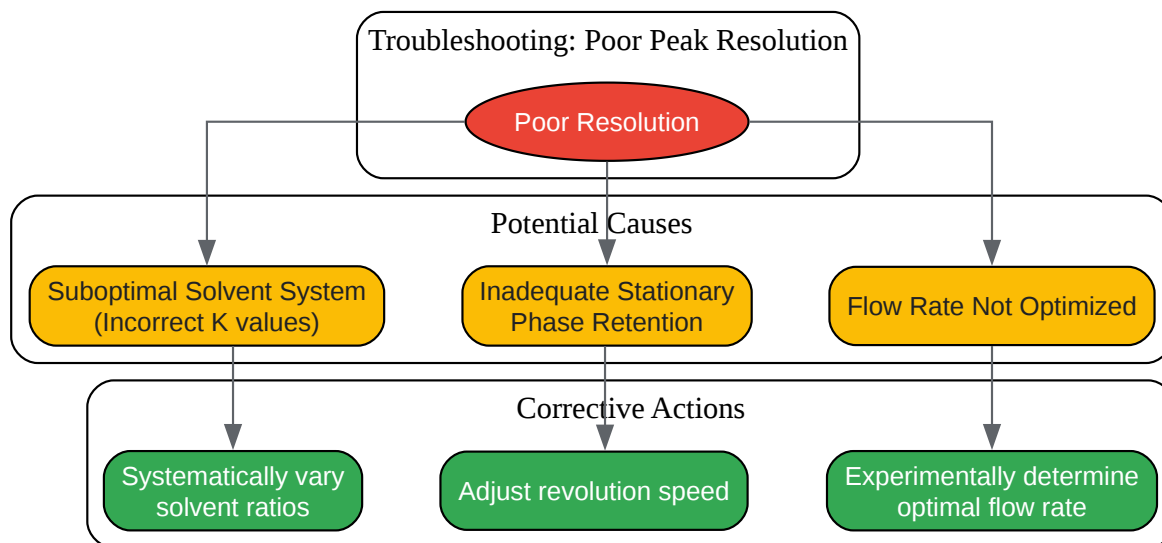 Troubleshooting: Poor Peak Resolution
Poor Resolution
Potential Causes
Suboptimal Solvent System
(Incorrect K values)
Inadequate Stationary
Phase Retention
Flow Rate Not Optimized
Corrective Actions
Systematically vary
solvent ratios
Adjust revolution speed
Experimentally determine
optimal flow rate